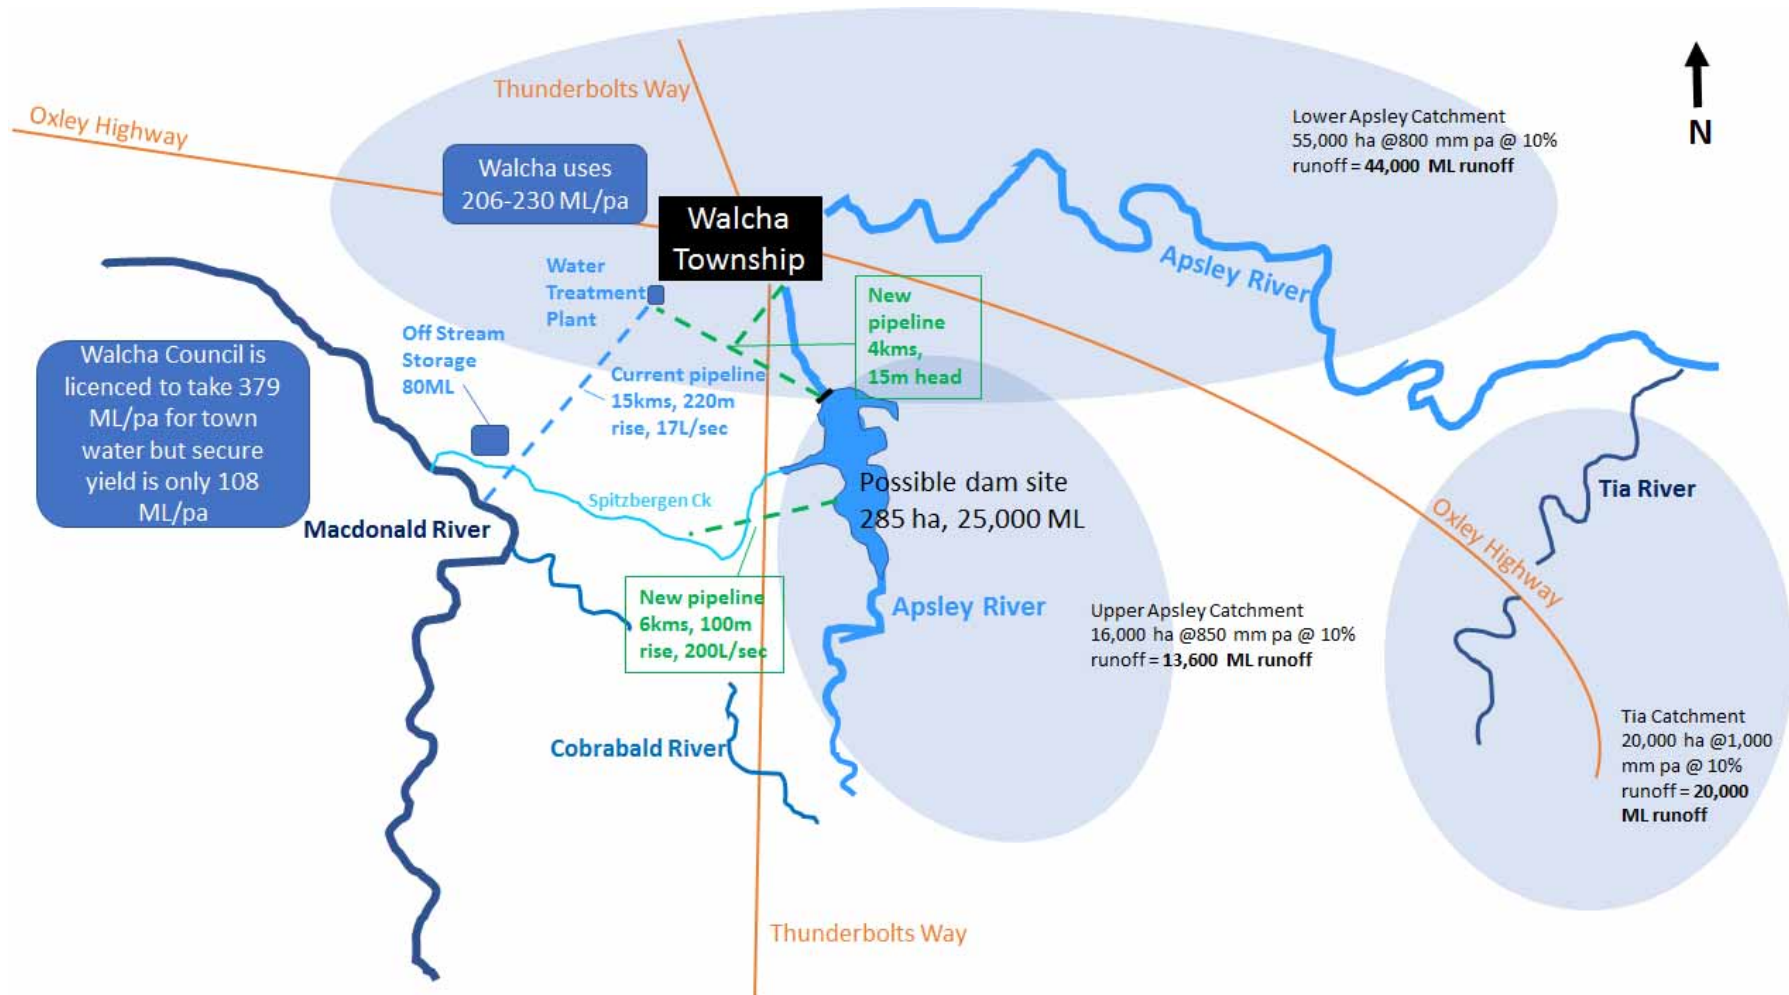 Thunderbolts Way
Oxley Highway
N
Lower Apsley Catchment
55,000 ha @800 mm pa @ 10%
runoff = 44,000 ML runoff
Walcha uses
206-230 ML/pa
Walcha
Township
Apsley River
Water
Treatment
Plant
New
pipeline
4kms,
15m head
Off Stream
Storage
80ML
Walcha Council is
licenced to take 379
ML/pa for town
water but secure
yield is only 108
ML/pa
Current pipeline
15kms, 220m
rise, 17L/sec
Spitzbergen Ck
Macdonald River
Possible dam site
285 ha, 25,000 ML
Tia River
Oxley Highway
New pipeline
6kms, 100m
rise, 200L/sec
Apsley River
Upper Apsley Catchment
16,000 ha @850 mm pa @ 10%
runoff = 13,600 ML runoff
Cobrabald River
Tia Catchment
20,000 ha @1,000
mm pa @ 10%
runoff = 20,000
ML runoff
Thunderbolts Way